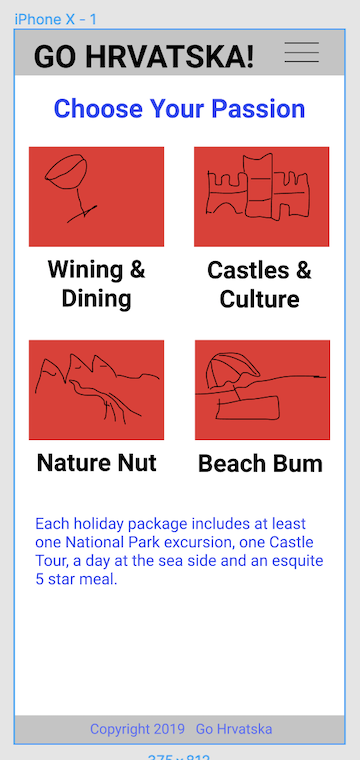 iPhone X - 1
GO HRVATSKA!
Choose Your Passion
Wining &
Dining
Castles &
Culture
Nature Nut
Beach Bum
Each holiday package includes at least
one National Park excursion, one Castle
Tour, a day at the sea side and an esquite
5 star meal.
Copyright 2019 Go Hrvatska
375 x 812